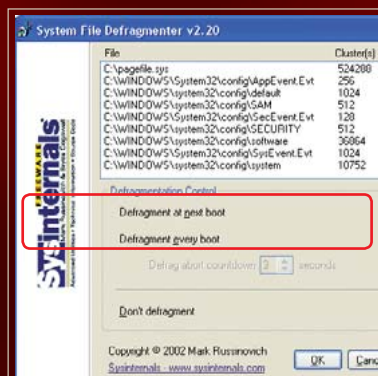 System File Defragmenter v2.20
File Cluster(s)
C:\pagefile.sys 524288
C:\WINDOWS\System32\config\AppEvent.Evt 256
C:\WINDOWS\System32\config\default 1024
C:\WINDOWS\System32\config\SAM 512
C:\WINDOWS\System32\config\SecEvent.Evt 128
C:\WINDOWS\System32\config\SECURITY 512
C:\WINDOWS\system32\config\software 36864
C:\WINDOWS\System32\config\SysEvent.Evt 1024
C:\WINDOWS\System32\config\system 10752
FREEWARE
Sysinternals
Defragmentation Control
Defragment at next boot
Defragment every boot
Defrag abort countdown 3 seconds
Don't defragment
Copyright © 2002 Mark Russinovich
Sysinternals - www.sysinternals.com
OK